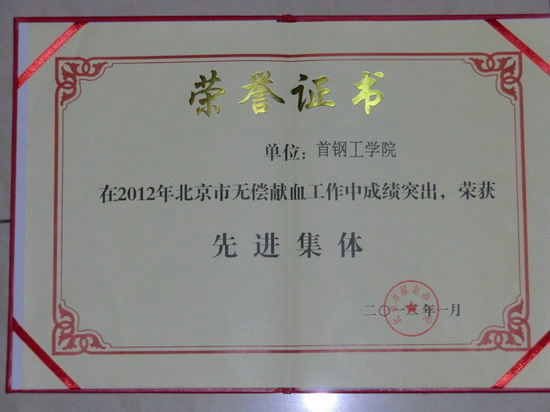 荣誉证书
单位：首钢工学院
在2012年北京市无偿献血工作中成绩突出，荣获
先进集体
二〇一三年一月